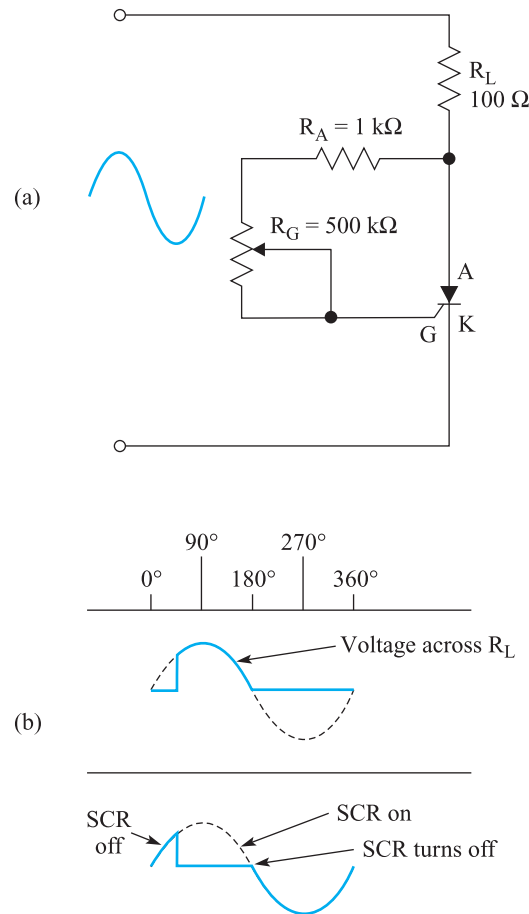 R_L
100 Ω
R_A = 1 kΩ
(a)
R_G = 500 kΩ
A
G
K
90°
270°
0°
180°
360°
Voltage across R_L
(b)
SCR
off
SCR on
SCR turns off